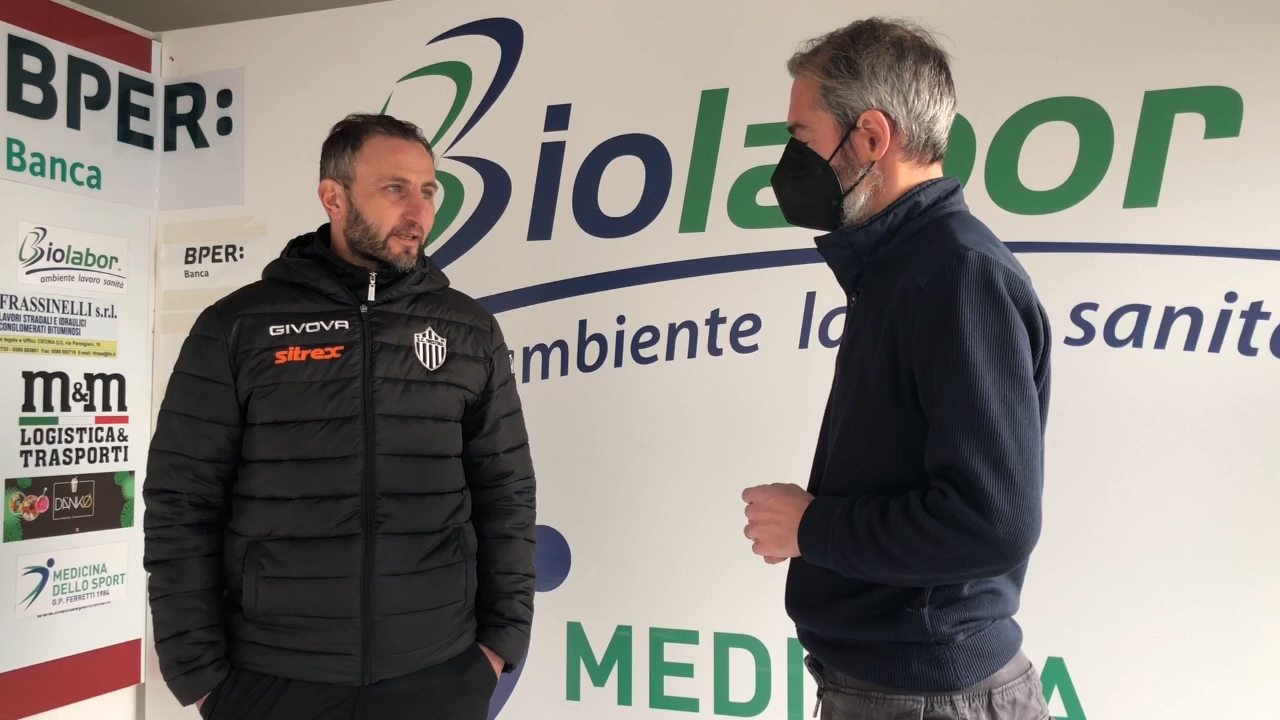 BPER:
Banca
Biolabor
ambiente lavoro sanità
FRASSINELLI s.r.l.
LAVORI STRADALI E IDRAULICI
CONGLOMERATI BITUMINOSI
M&M
LOGISTICA&
TRASPORTI
DANKO
MEDICINA
DELLO SPORT
G.P. FERRETTI 1984
BPER:
Banca
GIVOVA
sitrex
Biolabor
ambiente la sanità
MEDI A